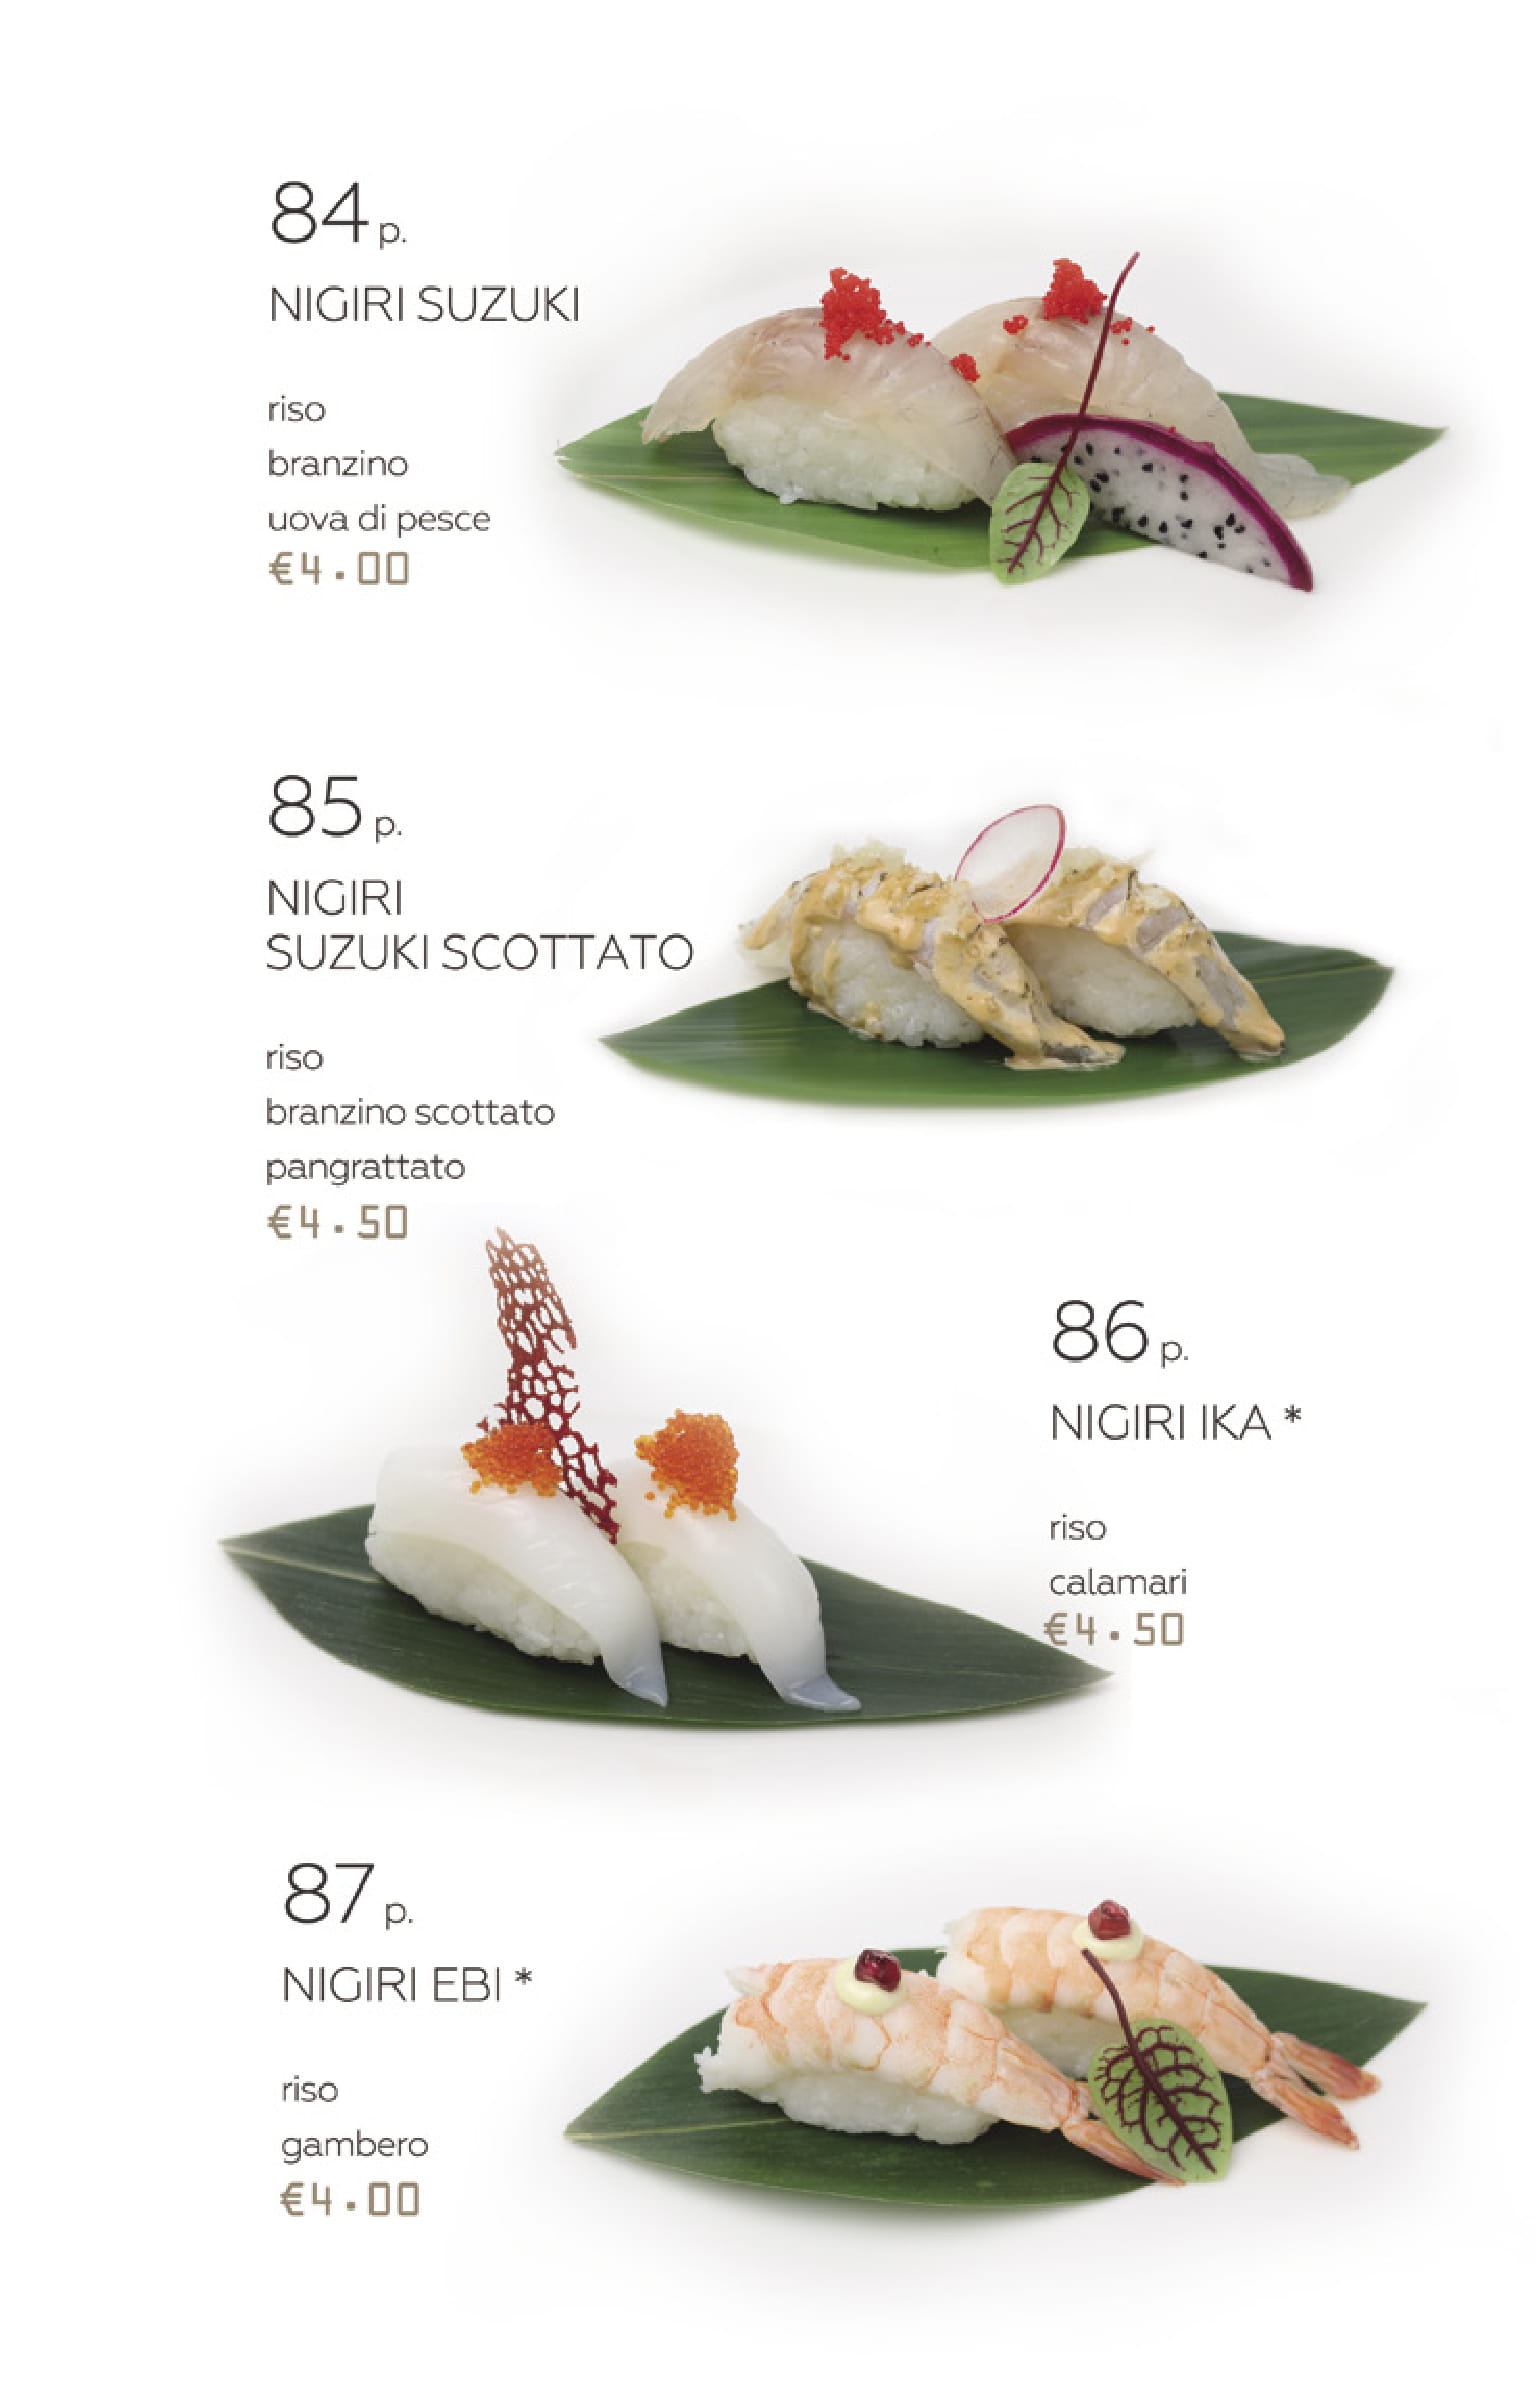 84 p.
NIGIRI SUZUKI
riso
branzino
uova di pesce
€4.00
85 p.
NIGIRI
SUZUKI SCOTTATO
riso
branzino scottato
pangrattato
€4.50
86 p.
NIGIRI IKA *
riso
calamari
€4.50
87 p.
NIGIRI EBI *
riso
gambero
€4.00